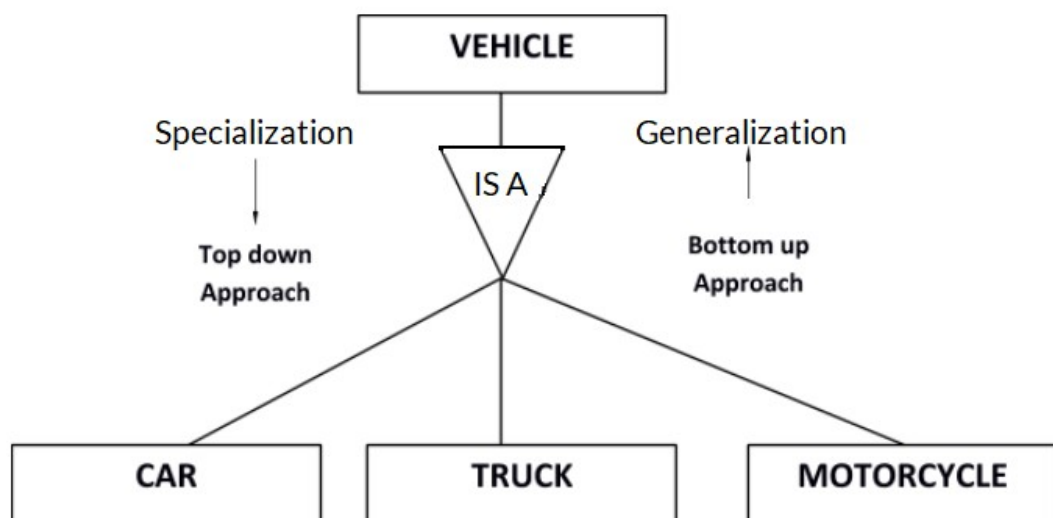 VEHICLE
Specialization
Generalization
IS A
Top down
Approach
Bottom up
Approach
CAR
TRUCK
MOTORCYCLE